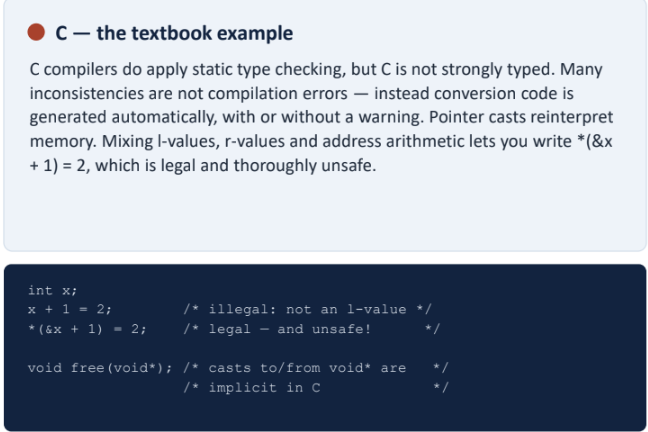 C — the textbook example
C compilers do apply static type checking, but C is not strongly typed. Many
inconsistencies are not compilation errors — instead conversion code is
generated automatically, with or without a warning. Pointer casts reinterpret
memory. Mixing l-values, r-values and address arithmetic lets you write *(&x
+ 1) = 2, which is legal and thoroughly unsafe.
int x;
x + 1 = 2;        /* illegal: not an l-value */
*(&x + 1) = 2;    /* legal — and unsafe!      */
void free(void*); /* casts to/from void* are   */
                  /* implicit in C             */